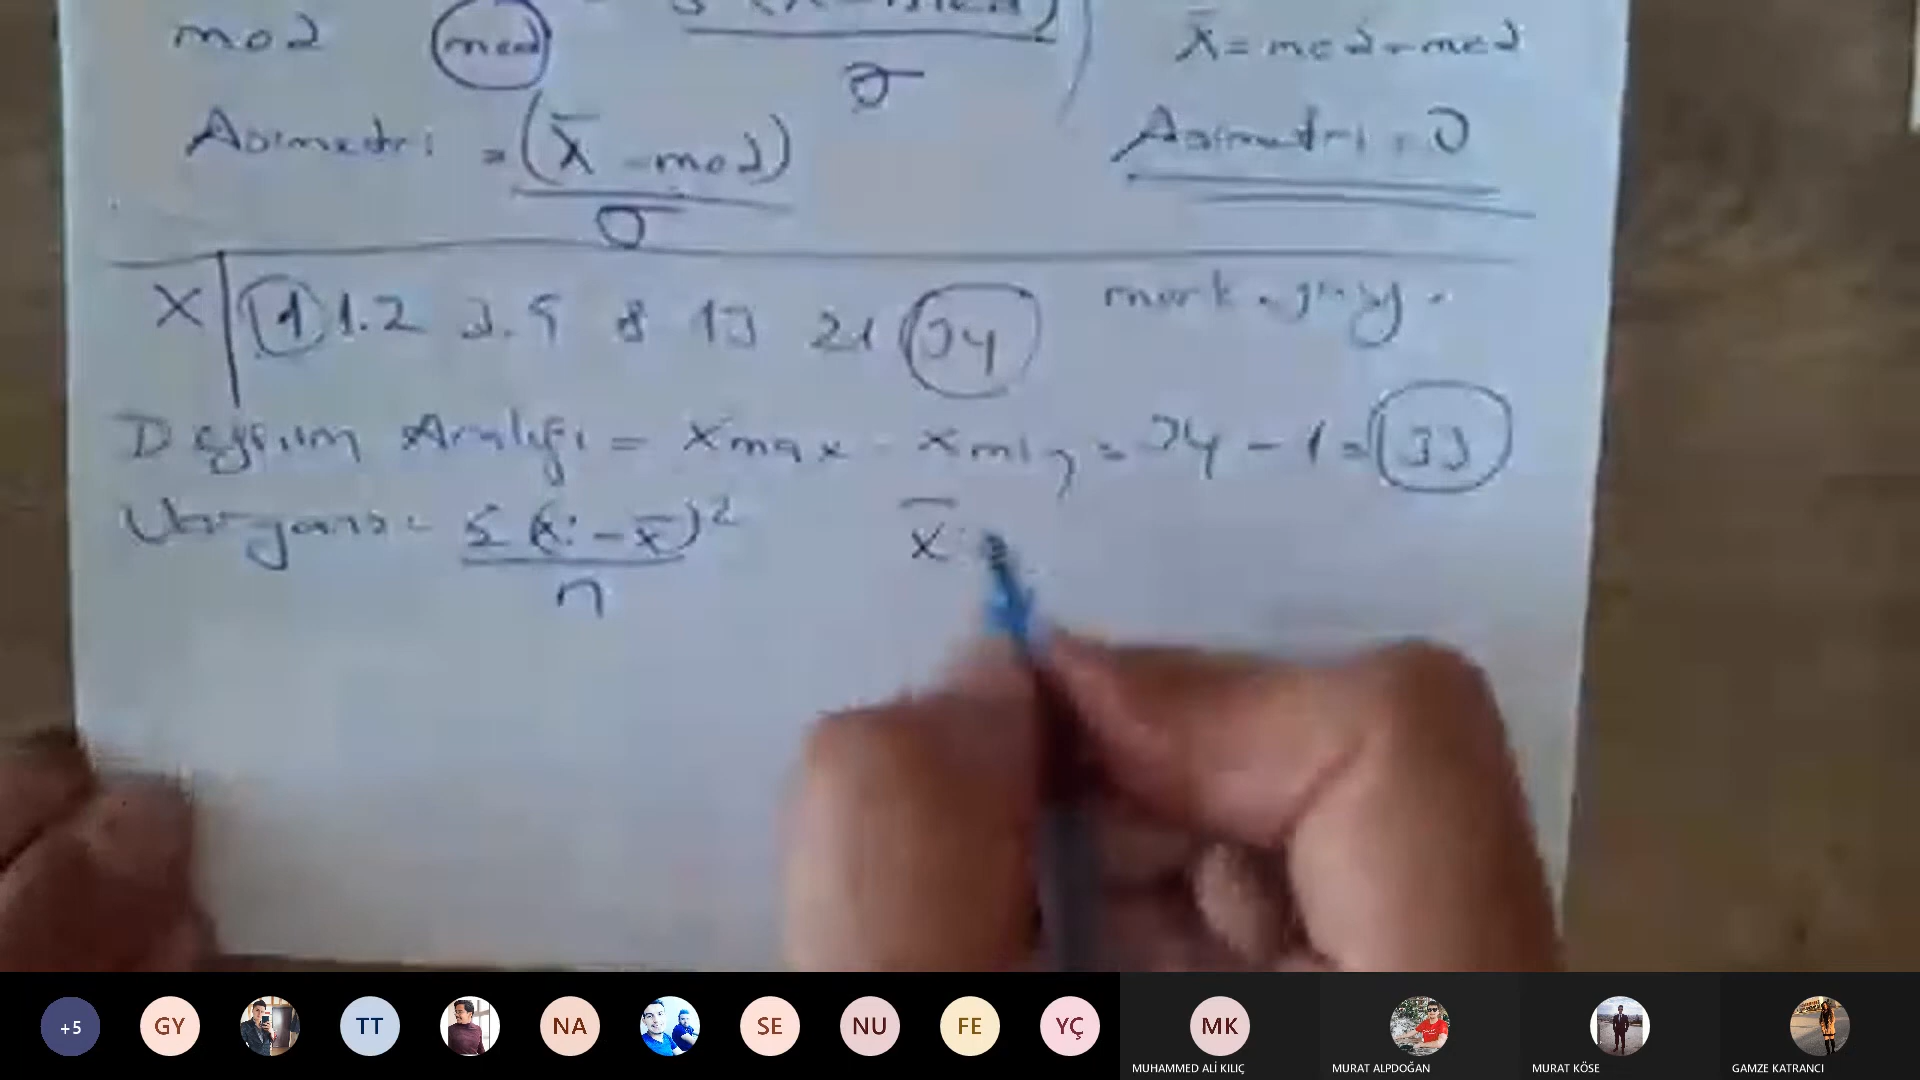 mod med (x̄ - med) / σ x̄ = mod = med
Asimetri = (x̄ - mod) / σ Asimetri = 0
X | 1 1.2 3.5 8 13 21 34
Değişim Aralığı = Xmax - Xmin = 34 - 1 = 33
Varyans = Σ(xi - x̄)² / n x̄ =
+5 GY TT NA SE NU FE YÇ MK
MUHAMMED ALİ KILIÇ MURAT ALPDOĞAN MURAT KÖSE GAMZE KATRANCI